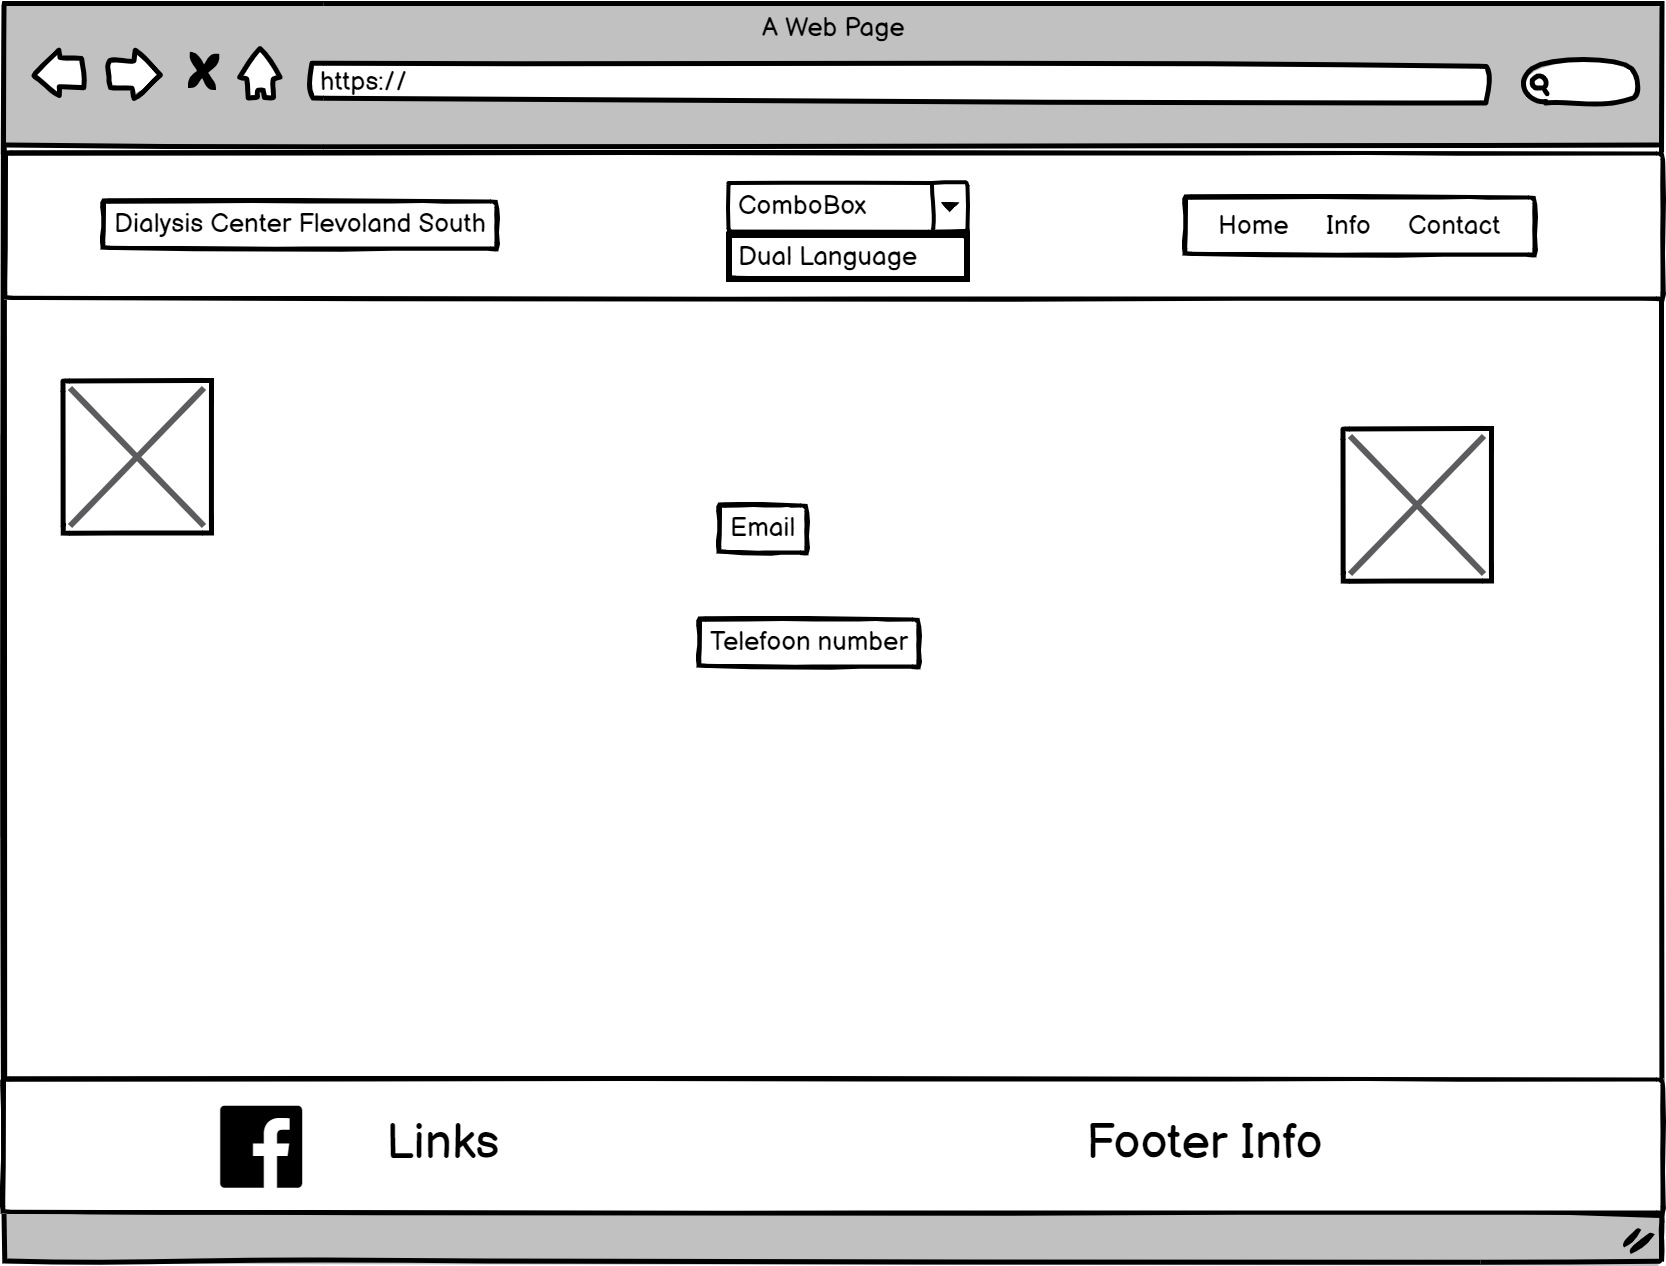 A Web Page
https://
Dialysis Center Flevoland South
ComboBox
Dual Language
Home Info Contact
Email
Telefoon number
Links
Footer Info